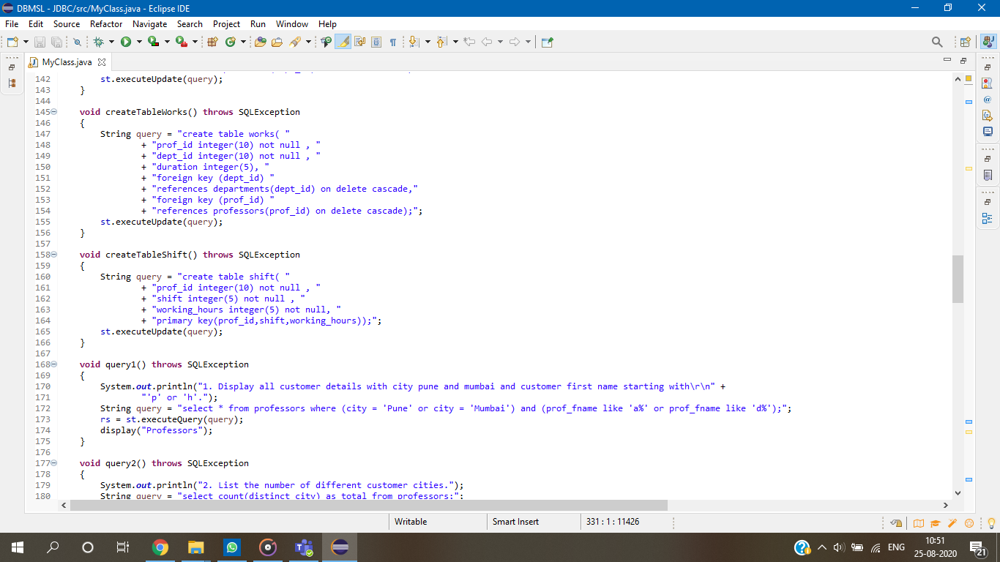 DBMSL - JDBC/src/MyClass.java - Eclipse IDE
File Edit Source Refactor Navigate Search Project Run Window Help
MyClass.java
142 st.executeUpdate(query);
143 }
144
145 void createTableWorks() throws SQLException
146 {
147 String query = "create table works( "
148 + "prof_id integer(10) not null , "
149 + "dept_id integer(10) not null , "
150 + "duration integer(5), "
151 + "foreign key (dept_id) "
152 + "references departments(dept_id) on delete cascade,"
153 + "foreign key (prof_id) "
154 + "references professors(prof_id) on delete cascade);";
155 st.executeUpdate(query);
156 }
157
158 void createTableShift() throws SQLException
159 {
160 String query = "create table shift( "
161 + "prof_id integer(10) not null , "
162 + "shift integer(5) not null , "
163 + "working_hours integer(5) not null, "
164 + "primary key(prof_id,shift,working_hours));";
165 st.executeUpdate(query);
166 }
167
168 void query1() throws SQLException
169 {
170 System.out.println("1. Display all customer details with city pune and mumbai and customer first name starting with\r\n" +
171 "'p' or 'h'.");
172 String query = "select * from professors where (city = 'Pune' or city = 'Mumbai') and (prof_fname like 'a%' or prof_fname like 'd%');";
173 rs = st.executeQuery(query);
174 display("Professors");
175 }
176
177 void query2() throws SQLException
178 {
179 System.out.println("2. List the number of different customer cities.");
180 String query = "select count(distinct city) as total from professors;";
Writable Smart Insert 331 : 1 : 11426
ENG 10:51
25-08-2020 21